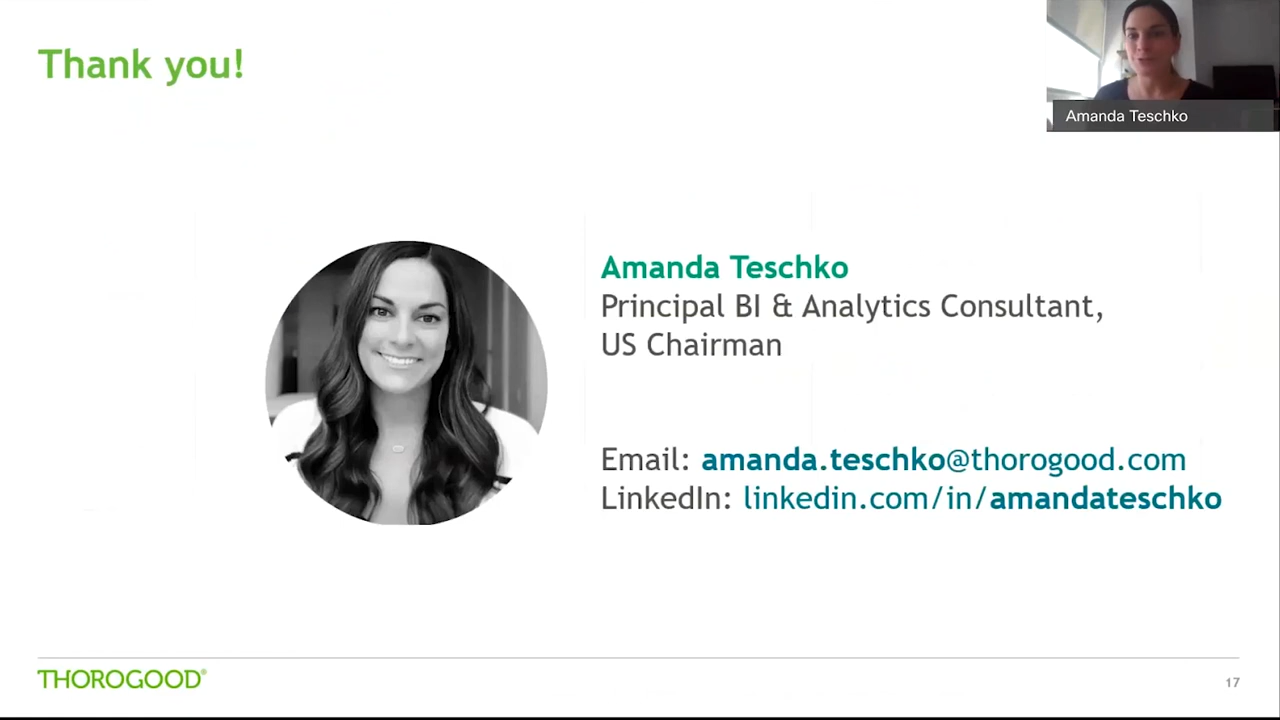 Thank you!
Amanda Teschko
Amanda Teschko
Principal BI & Analytics Consultant,
US Chairman
Email: amanda.teschko@thorogood.com
LinkedIn: linkedin.com/in/amandateschko
THOROGOOD®
17